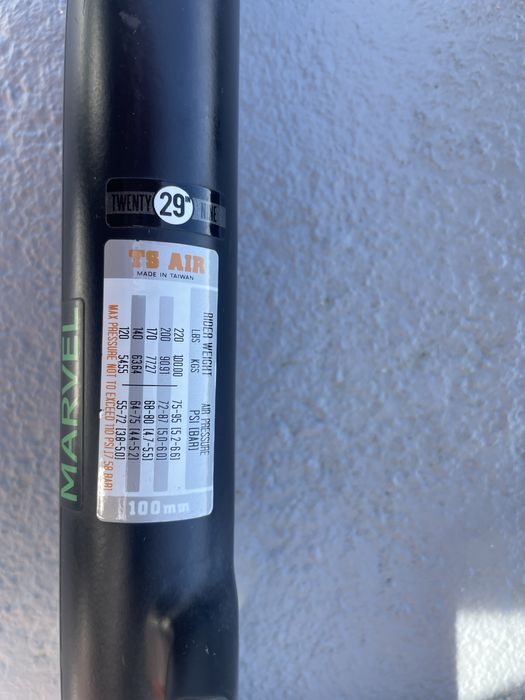 TWENTY 29" NINE
TS AIR
MADE IN TAIWAN
RIDER WEIGHT AIR PRESSURE
LBS KGS PSI (BAR)
220 100.00 75-95 (5.2-6.6)
200 90.91 72-87 (5.0-6.0)
170 77.27 68-80 (4.7-5.5)
140 63.64 64-75 (4.4-5.2)
120 54.55 55-72 (3.8-5.0)
MAX PRESSURE NOT TO EXCEED 110 PSI (7.58 BAR)
100mm
MARVEL